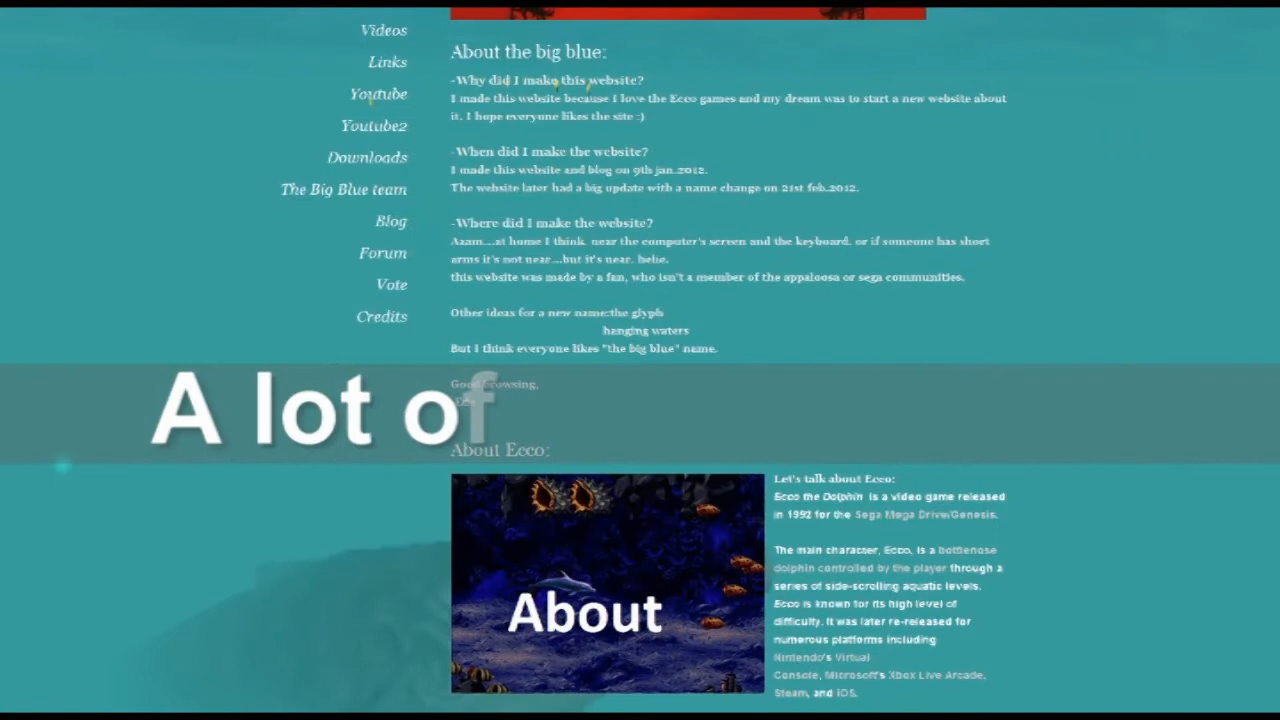 Videos
Links
Youtube
Youtube2
Downloads
The Big Blue team
Blog
Forum
Vote
Credits
About the big blue:
-Why did I make this website?
I made this website because I love the Ecco games and my dream was to start a new website about
it. I hope everyone likes the site :)
-When did I make the website?
I made this website and blog on 9th jan.2012.
The website later had a big update with a name change on 21st feb.2012.
-Where did I make the website?
Aaam....at home I think. near the computer's screen and the keyboard. or if someone has short
arms it's not near....but it's near. hehe.
this website was made by a fan, who isn't a member of the appaloosa or sega communities.
Other ideas for a new name:the glyph
hanging waters
But I think everyone likes "the big blue" name.
Good browsing,
A lot of
About Ecco:
About
Let's talk about Ecco:
Ecco the Dolphin is a video game released
in 1992 for the Sega Mega Drive/Genesis.
The main character, Ecco, is a bottlenose
dolphin controlled by the player through a
series of side-scrolling aquatic levels.
Ecco is known for its high level of
difficulty. It was later re-released for
numerous platforms including
Nintendo's Virtual
Console, Microsoft's Xbox Live Arcade,
Steam, and iOS.